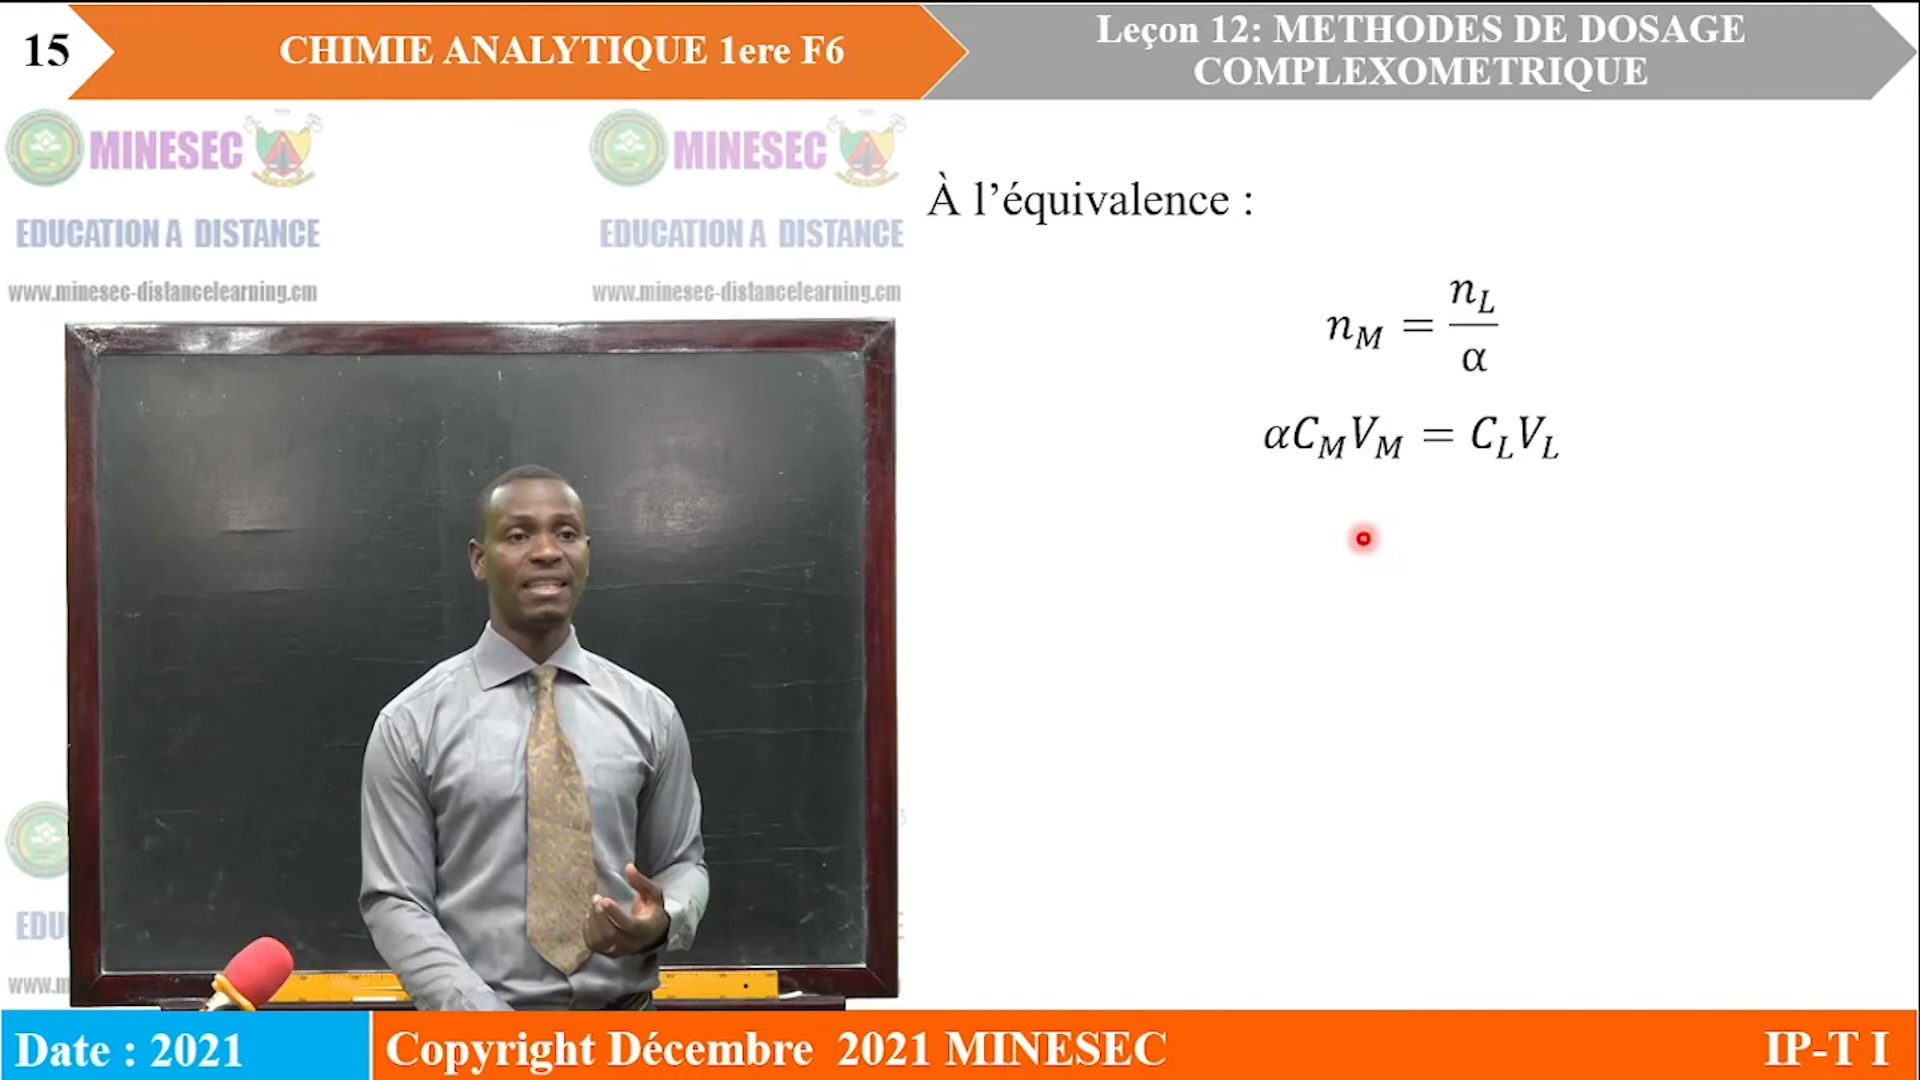 15
CHIMIE ANALYTIQUE 1ere F6
Leçon 12: METHODES DE DOSAGE
COMPLEXOMETRIQUE
MINESEC
EDUCATION A DISTANCE
www.minesec-distancelearning.cm
MINESEC
EDUCATION A DISTANCE
www.minesec-distancelearning.cm
À l’équivalence :
n_M = n_L / α
αC_M V_M = C_L V_L
EDU
www.m
Date : 2021
Copyright Décembre 2021 MINESEC
IP-T I